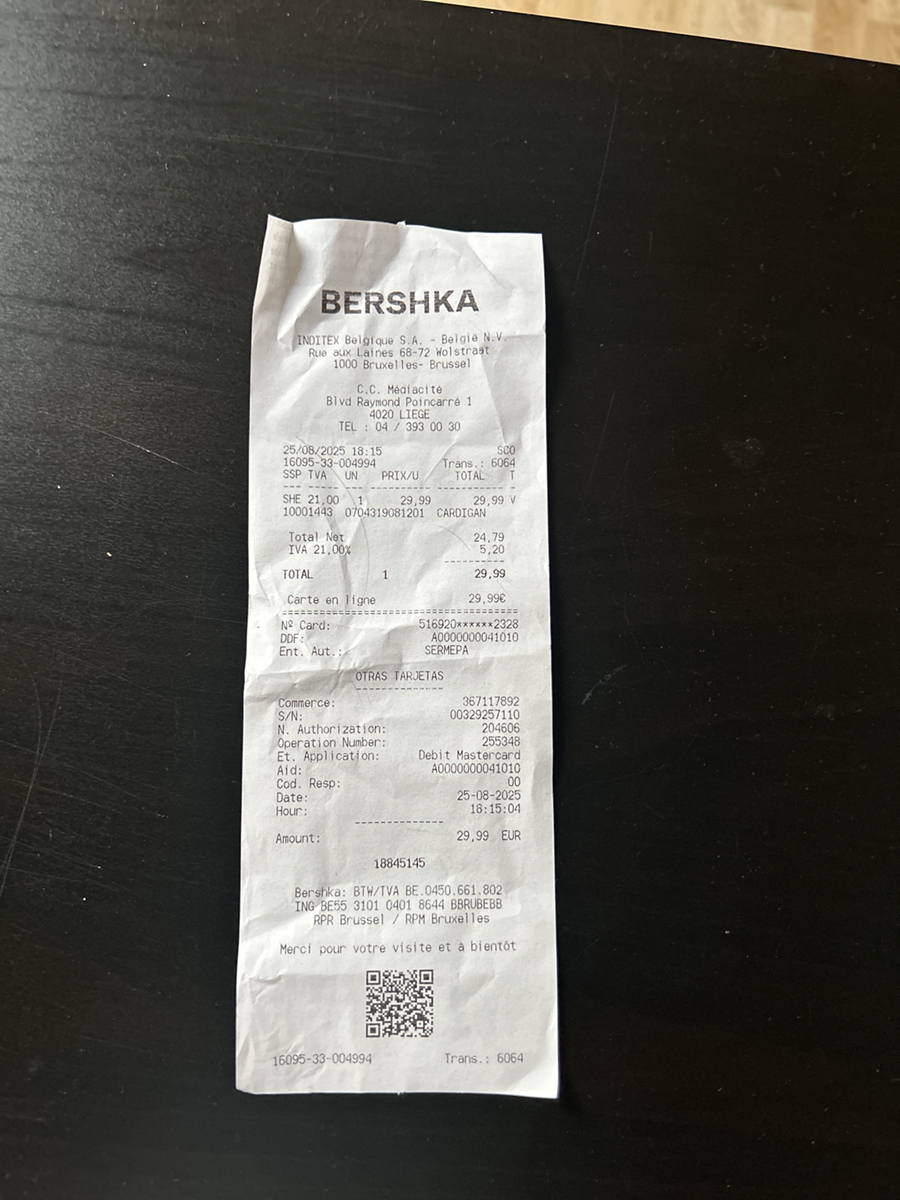 BERSHKA
INDITEX Belgique S.A. - België N.V.
Rue aux Laines 68-72 Wolstraat
1000 Bruxelles- Brussel
C.C. Médiacité
Blvd Raymond Poincarré 1
4020 LIEGE
TEL : 04 / 393 00 30
25/08/2025 18:15 SCO
16095-33-004994 Trans.: 6064
SSP TVA UN PRIX/U TOTAL T
SHE 21,00 1 29,99 29,99 V
10001443 0704319081201 CARDIGAN
Total Net 24,79
IVA 21,00% 5,20
TOTAL 1 29,99
Carte en ligne 29,99€
Nº Card: 516920******2328
DDF: A0000000041010
Ent. Aut.: SERMEPA
OTRAS TARJETAS
Commerce: 367117892
S/N: 00329257110
N. Authorization: 204606
Operation Number: 255348
Et. Application: Debit Mastercard
Aid: A0000000041010
Cod. Resp: 00
Date: 25-08-2025
Hour: 18:15:04
Amount: 29,99 EUR
18845145
Bershka: BTW/TVA BE.0450.661.802
ING BE55 3101 0401 8644 BBRUBEBB
RPR Brussel / RPM Bruxelles
Merci pour votre visite et à bientôt
16095-33-004994 Trans.: 6064